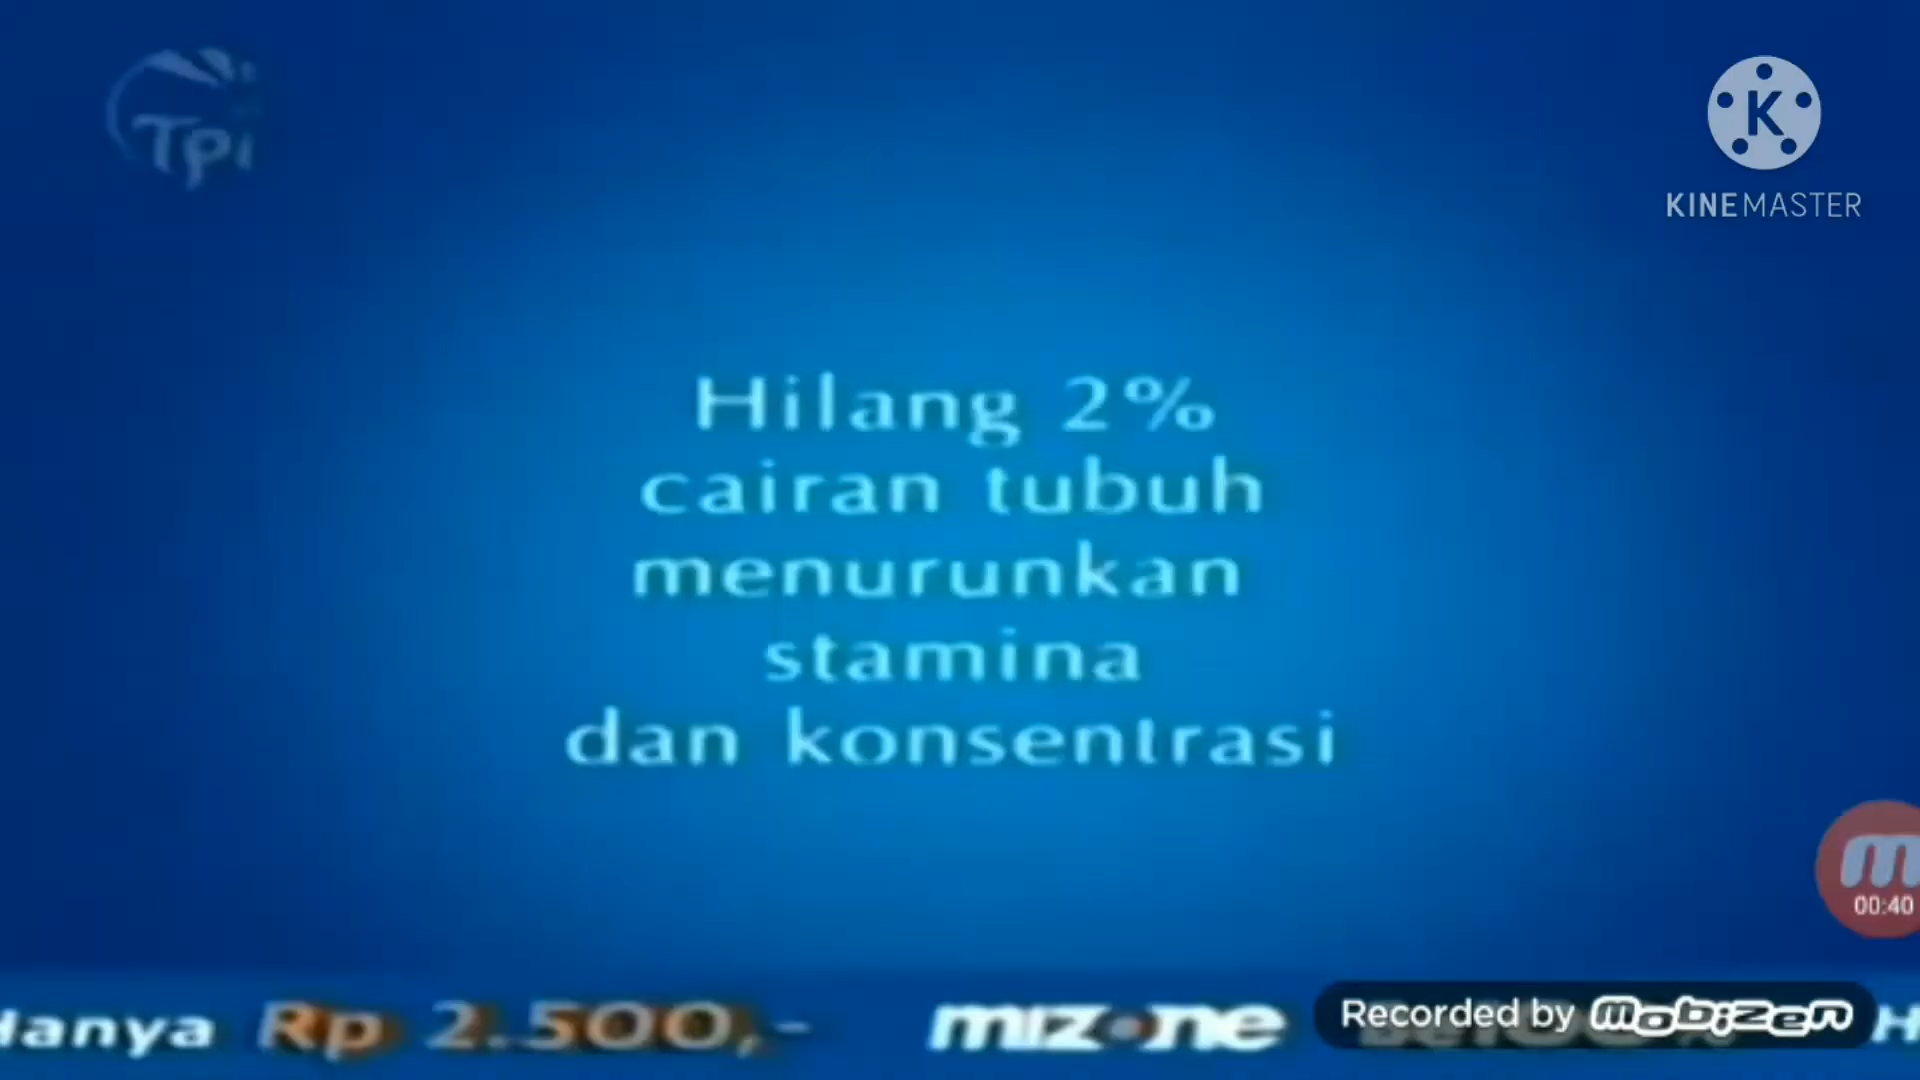 Tpi
K
KINEMASTER
Hilang 2%
cairan tubuh
menurunkan
stamina
dan konsentrasi
m
00:40
Hanya Rp 2.500,- mizone
Recorded by mobizen